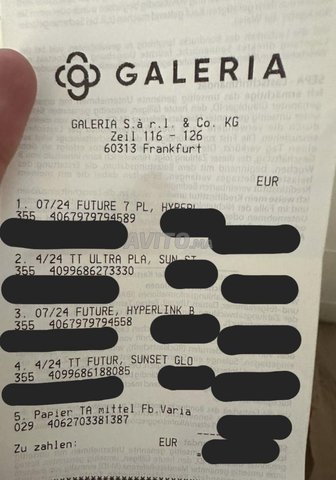 GALERIA
GALERIA S.à r.l. & Co. KG
Zeil 116 - 126
60313 Frankfurt
EUR
1. 07/24 FUTURE 7 PL, HYPERL
355 4067979794589
AVITO.ma
2. 4/24 TT ULTRA PLA, SUN ST
355 4099686273330
3. 07/24 FUTURE, HYPERLINK B
355 4067979794558
4. 4/24 TT FUTUR, SUNSET GLO
355 4099686188085
5. Papier TA mittel Fb.Varia
029 4062703381387
Zu zahlen: EUR